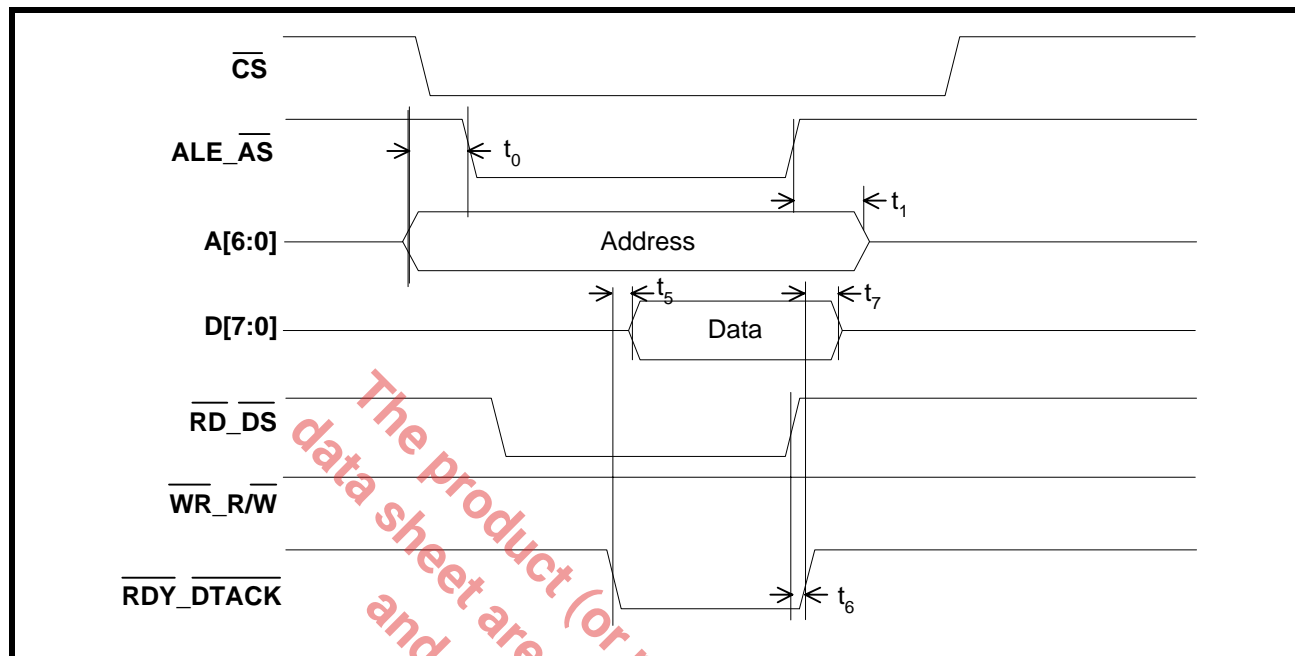 CS
ALE_AS
t0
t1
A[6:0]
Address
t5
t7
D[7:0]
Data
RD_DS
WR_R/W
RDY_DTACK
t6
The product (or
data sheet are
and